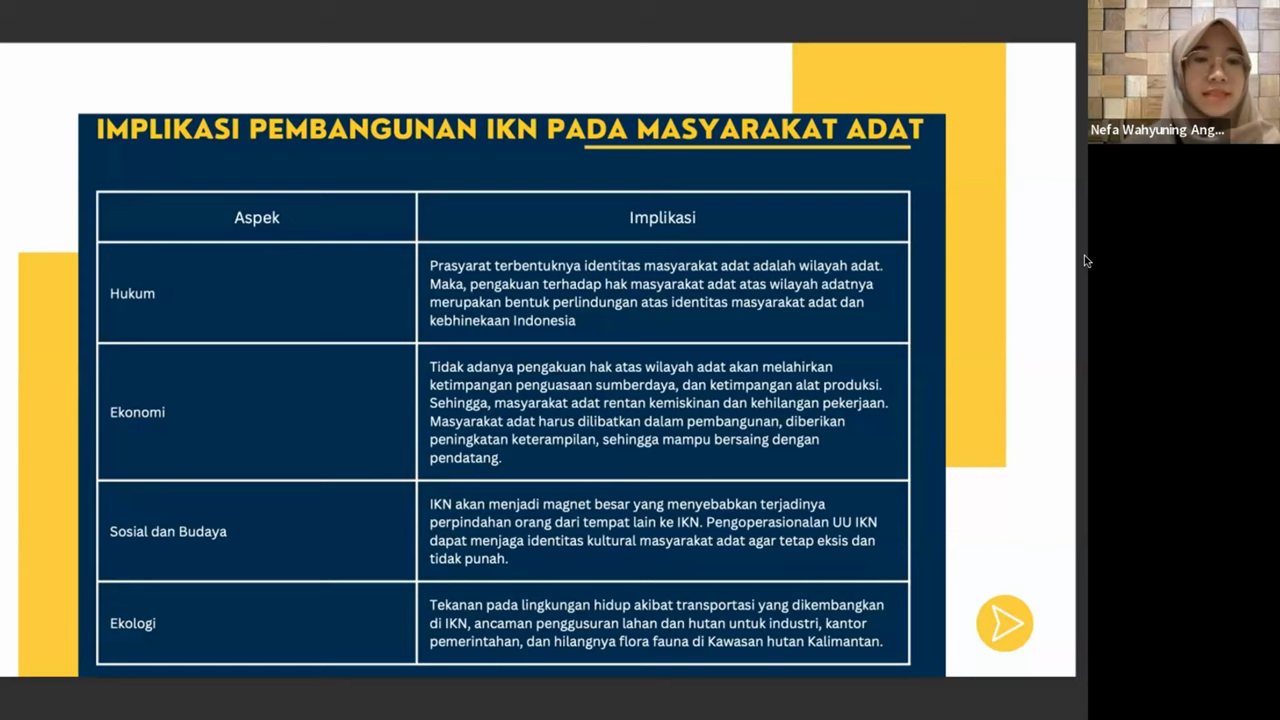 IMPLIKASI PEMBANGUNAN IKN PADA MASYARAKAT ADAT
Aspek
Implikasi
Hukum
Prasyarat terbentuknya identitas masyarakat adat adalah wilayah adat.
Maka, pengakuan terhadap hak masyarakat adat atas wilayah adatnya
merupakan bentuk perlindungan atas identitas masyarakat adat dan
kebhinekaan Indonesia
Ekonomi
Tidak adanya pengakuan hak atas wilayah adat akan melahirkan
ketimpangan penguasaan sumberdaya, dan ketimpangan alat produksi.
Sehingga, masyarakat adat rentan kemiskinan dan kehilangan pekerjaan.
Masyarakat adat harus dilibatkan dalam pembangunan, diberikan
peningkatan keterampilan, sehingga mampu bersaing dengan
pendatang.
Sosial dan Budaya
IKN akan menjadi magnet besar yang menyebabkan terjadinya
perpindahan orang dari tempat lain ke IKN. Pengoperasionalan UU IKN
dapat menjaga identitas kultural masyarakat adat agar tetap eksis dan
tidak punah.
Ekologi
Tekanan pada lingkungan hidup akibat transportasi yang dikembangkan
di IKN, ancaman penggusuran lahan dan hutan untuk industri, kantor
pemerintahan, dan hilangnya flora fauna di Kawasan hutan Kalimantan.
Nefa Wahyuning Ang...